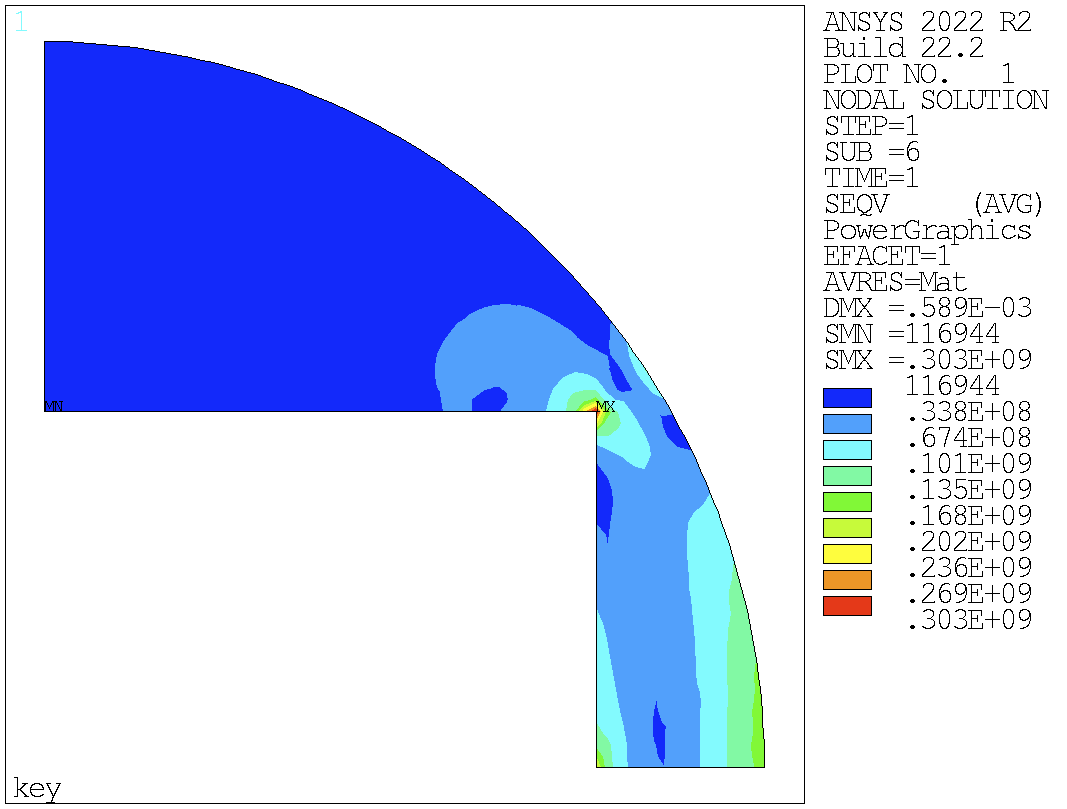 1
ANSYS 2022 R2
Build 22.2
PLOT NO.   1
NODAL SOLUTION
STEP=1
SUB =6
TIME=1
SEQV     (AVG)
PowerGraphics
EFACET=1
AVRES=Mat
DMX =.589E-03
SMN =116944
SMX =.303E+09
116944
.338E+08
.674E+08
.101E+09
.135E+09
.168E+09
.202E+09
.236E+09
.269E+09
.303E+09
MN
MX
key